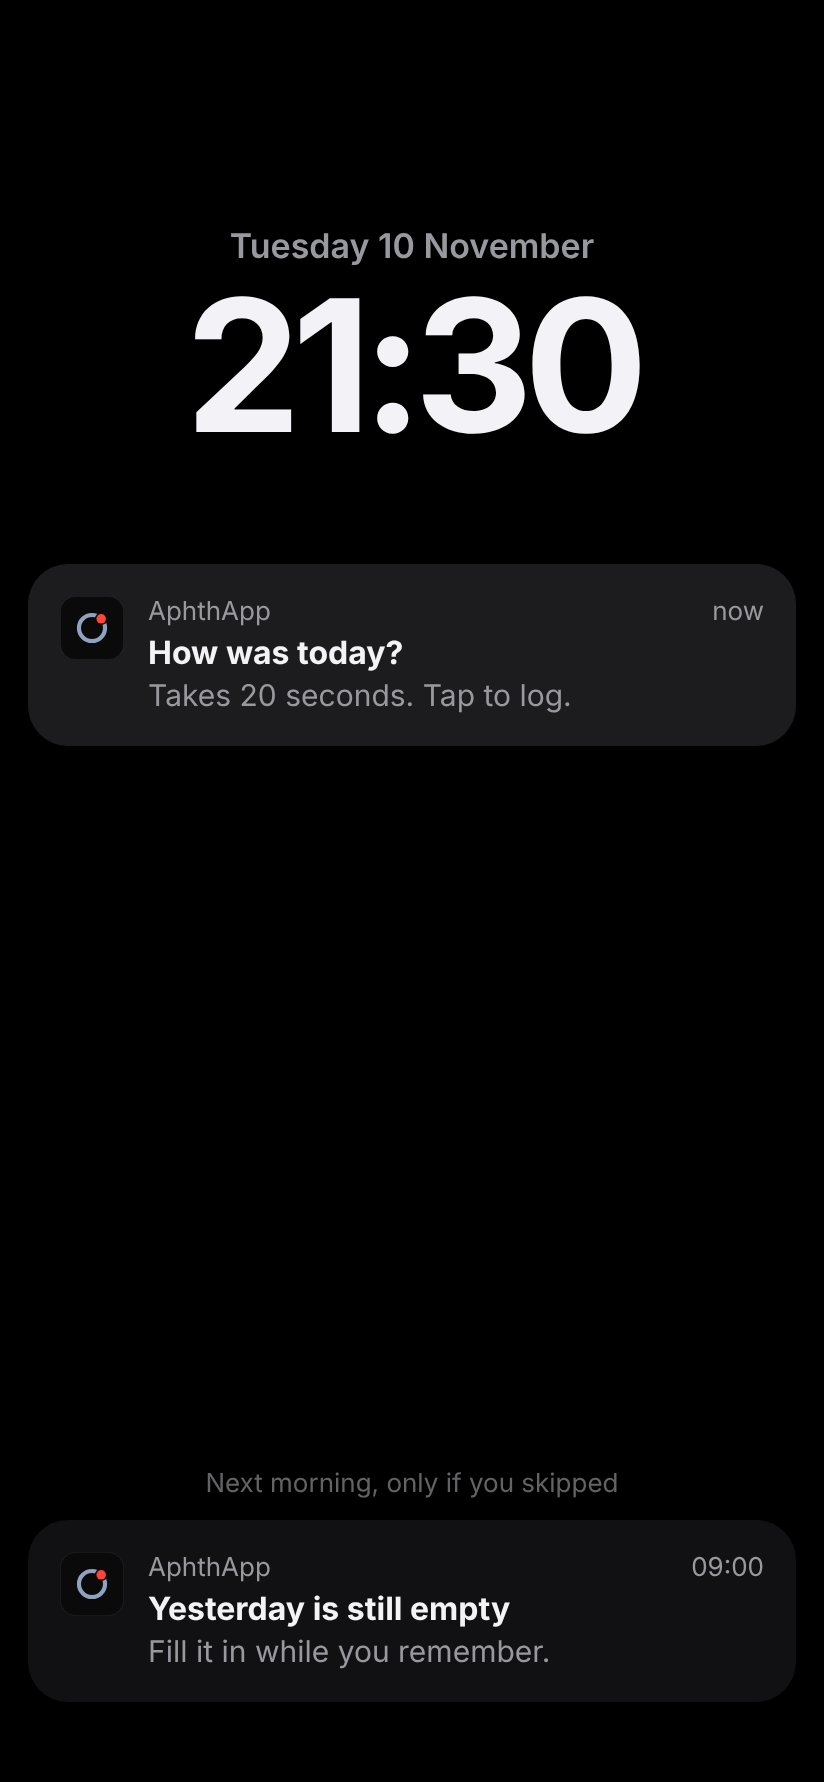 Tuesday 10 November
21:30
AphthApp now
How was today?
Takes 20 seconds. Tap to log.
Next morning, only if you skipped
AphthApp 09:00
Yesterday is still empty
Fill it in while you remember.